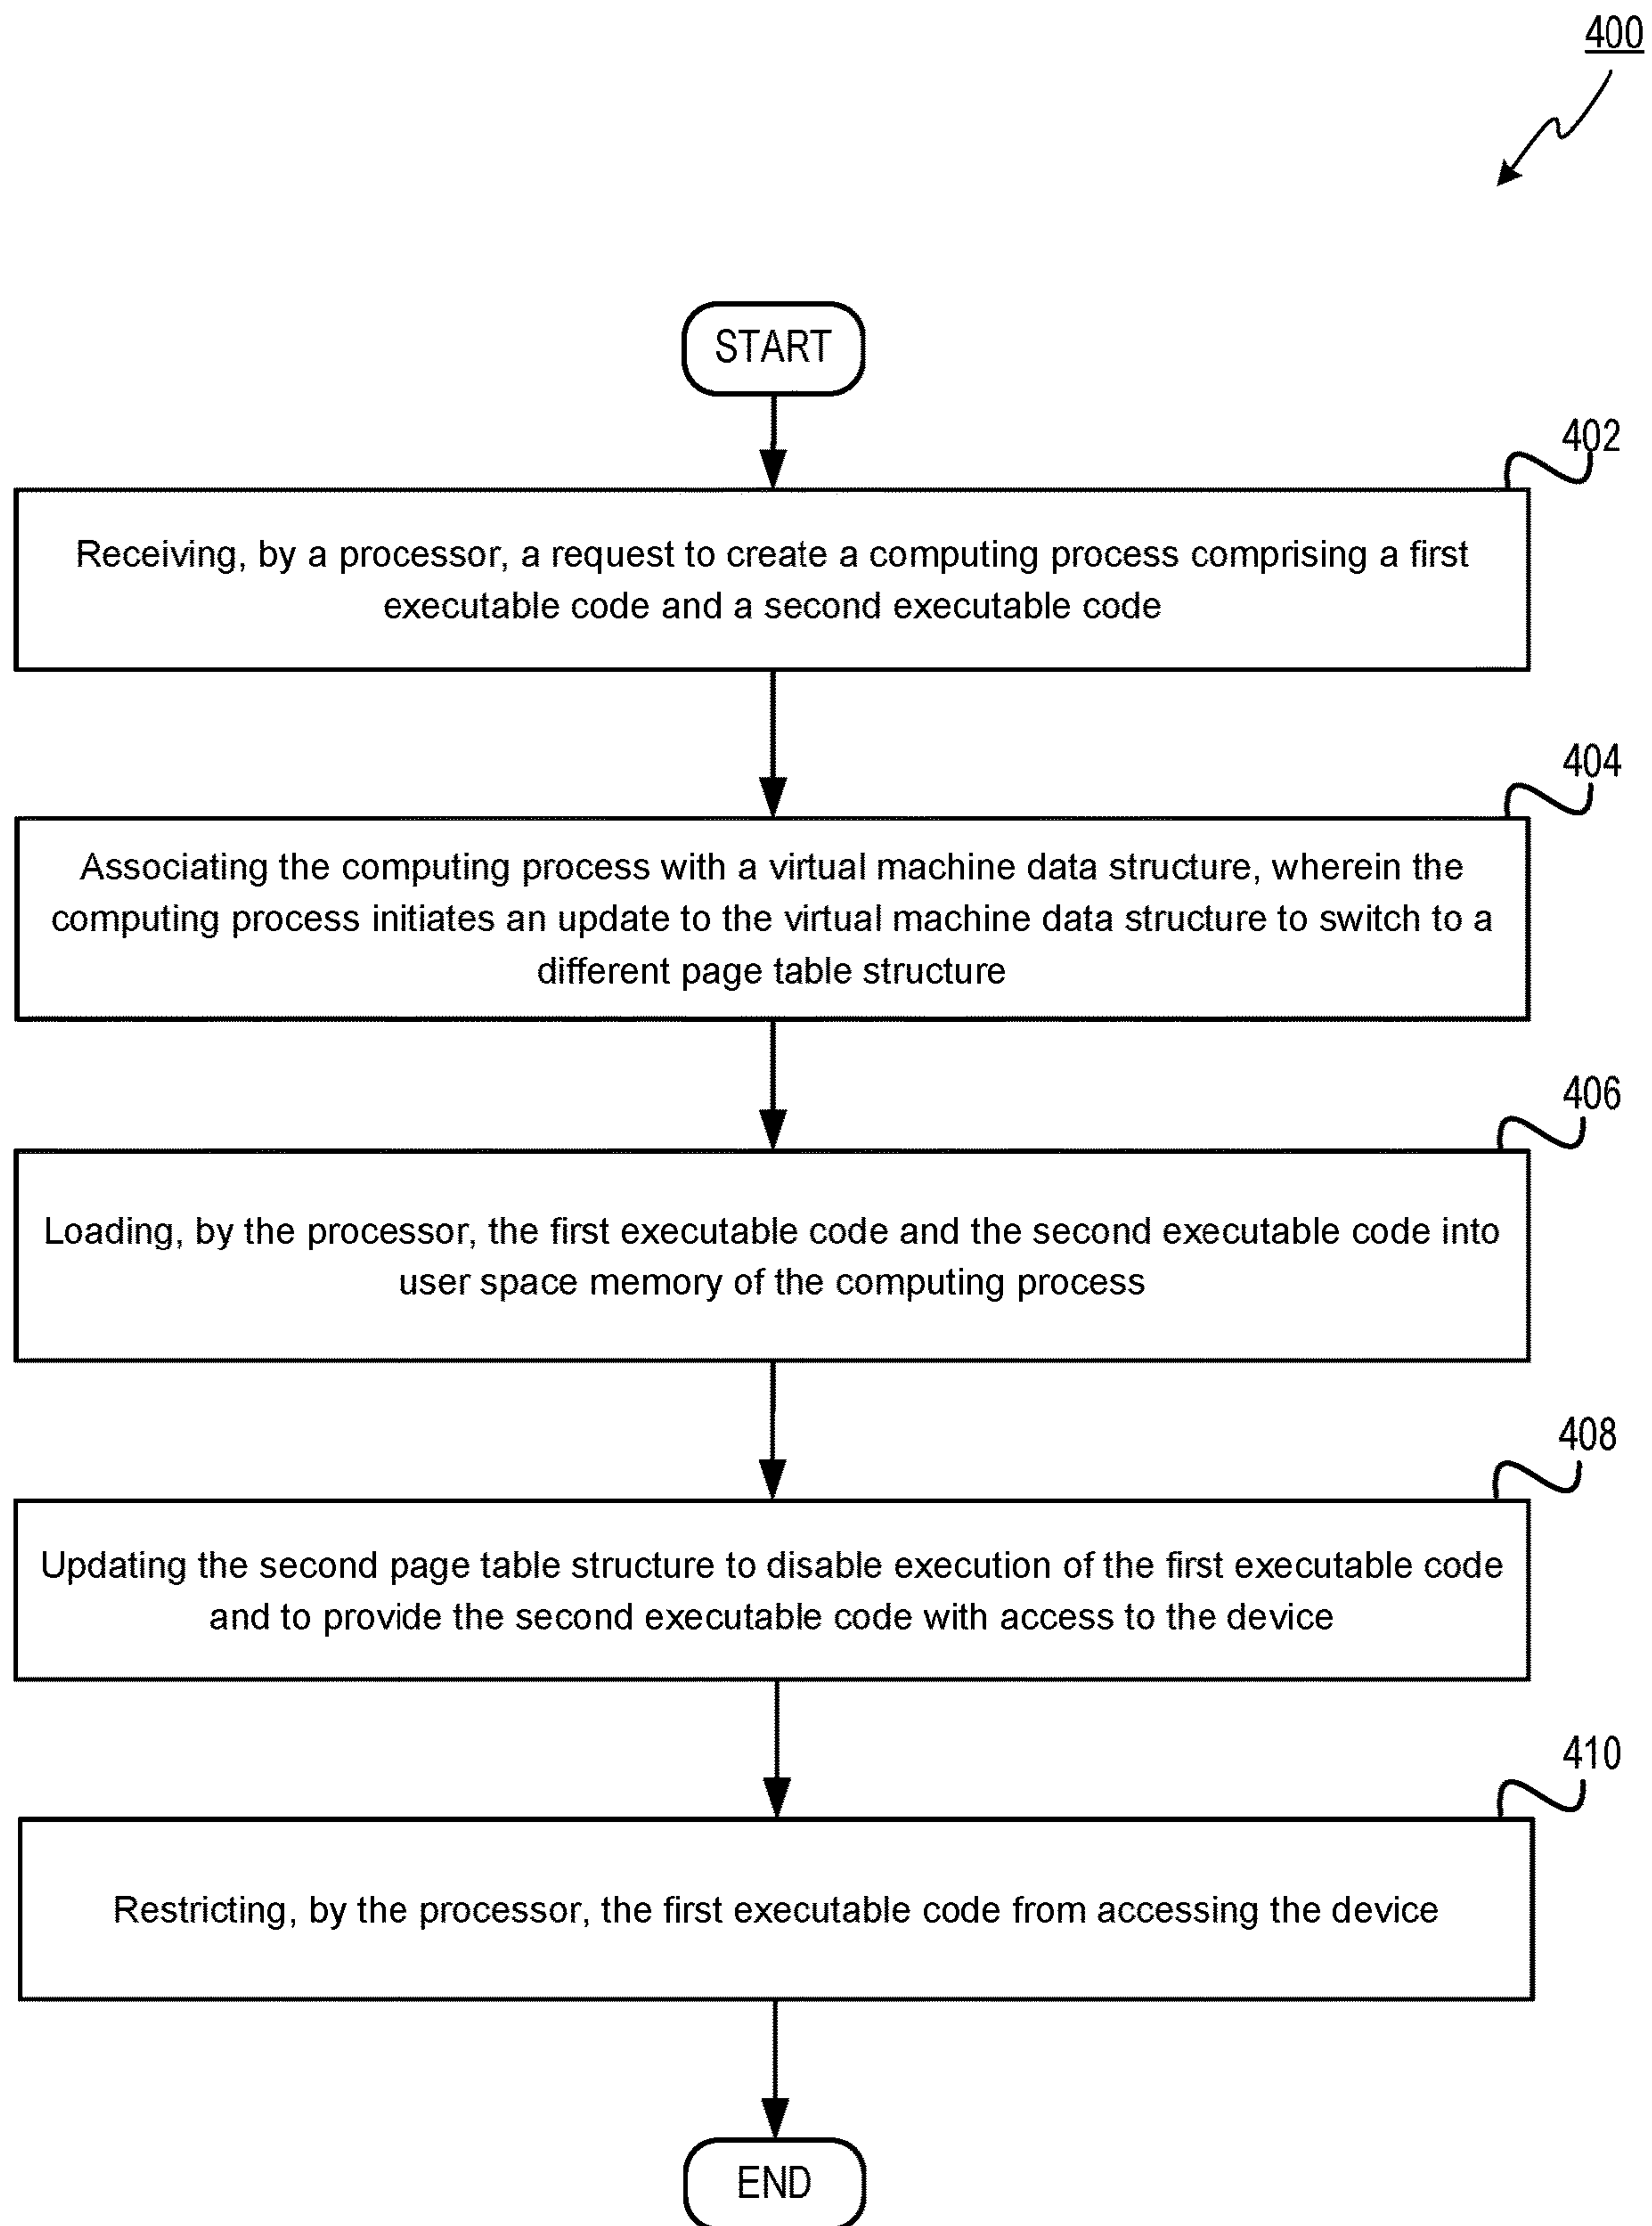 400
START
402
Receiving, by a processor, a request to create a computing process comprising a first
executable code and a second executable code
404
Associating the computing process with a virtual machine data structure, wherein the
computing process initiates an update to the virtual machine data structure to switch to a
different page table structure
406
Loading, by the processor, the first executable code and the second executable code into
user space memory of the computing process
408
Updating the second page table structure to disable execution of the first executable code
and to provide the second executable code with access to the device
410
Restricting, by the processor, the first executable code from accessing the device
END